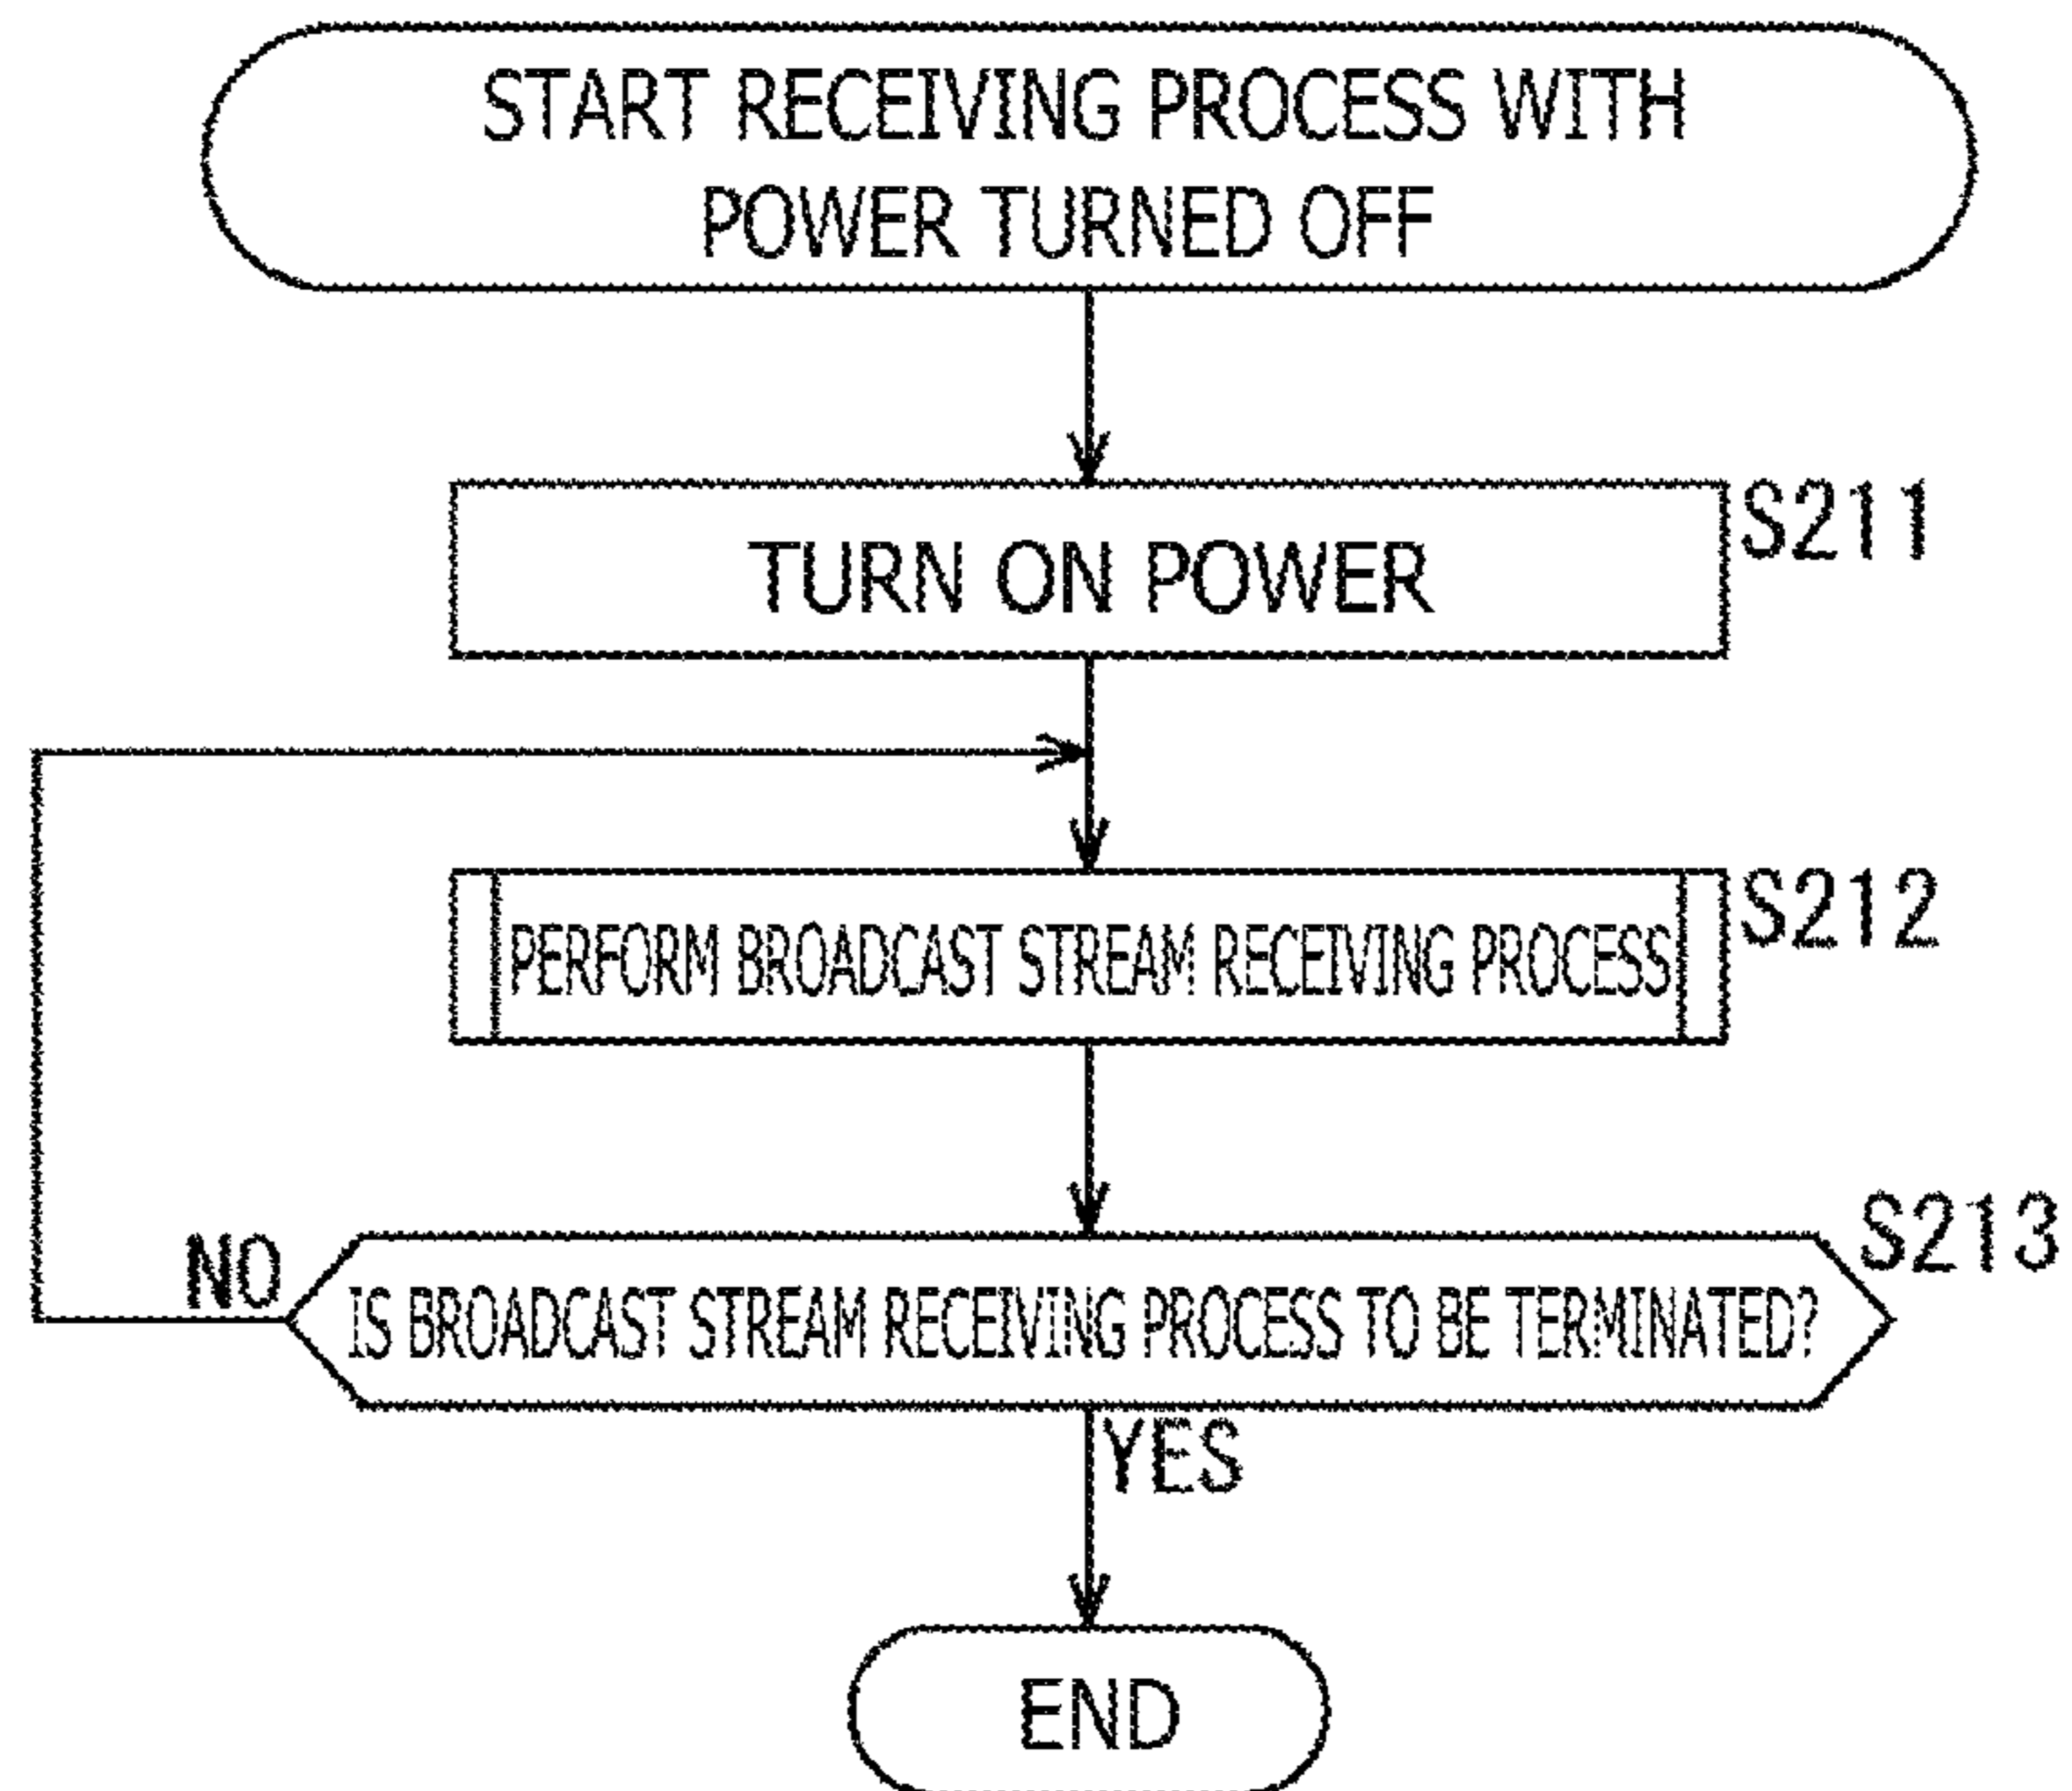 START RECEIVING PROCESS WITH
POWER TURNED OFF
TURN ON POWER
S211
PERFORM BROADCAST STREAM RECEIVING PROCESS
S212
IS BROADCAST STREAM RECEIVING PROCESS TO BE TERMINATED?
S213
NO
YES
END